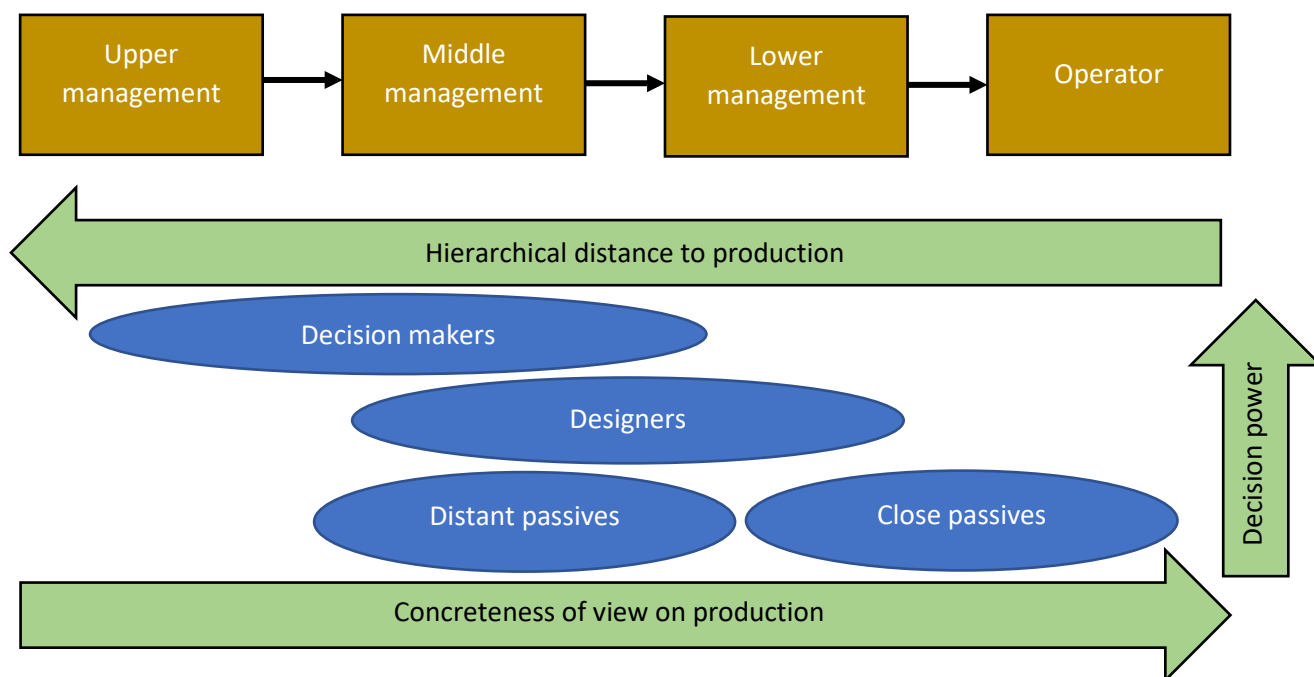 Upper
management
Middle
management
Lower
management
Operator
Hierarchical distance to production
Decision makers
Designers
Distant passives
Close passives
Decision power
Concreteness of view on production